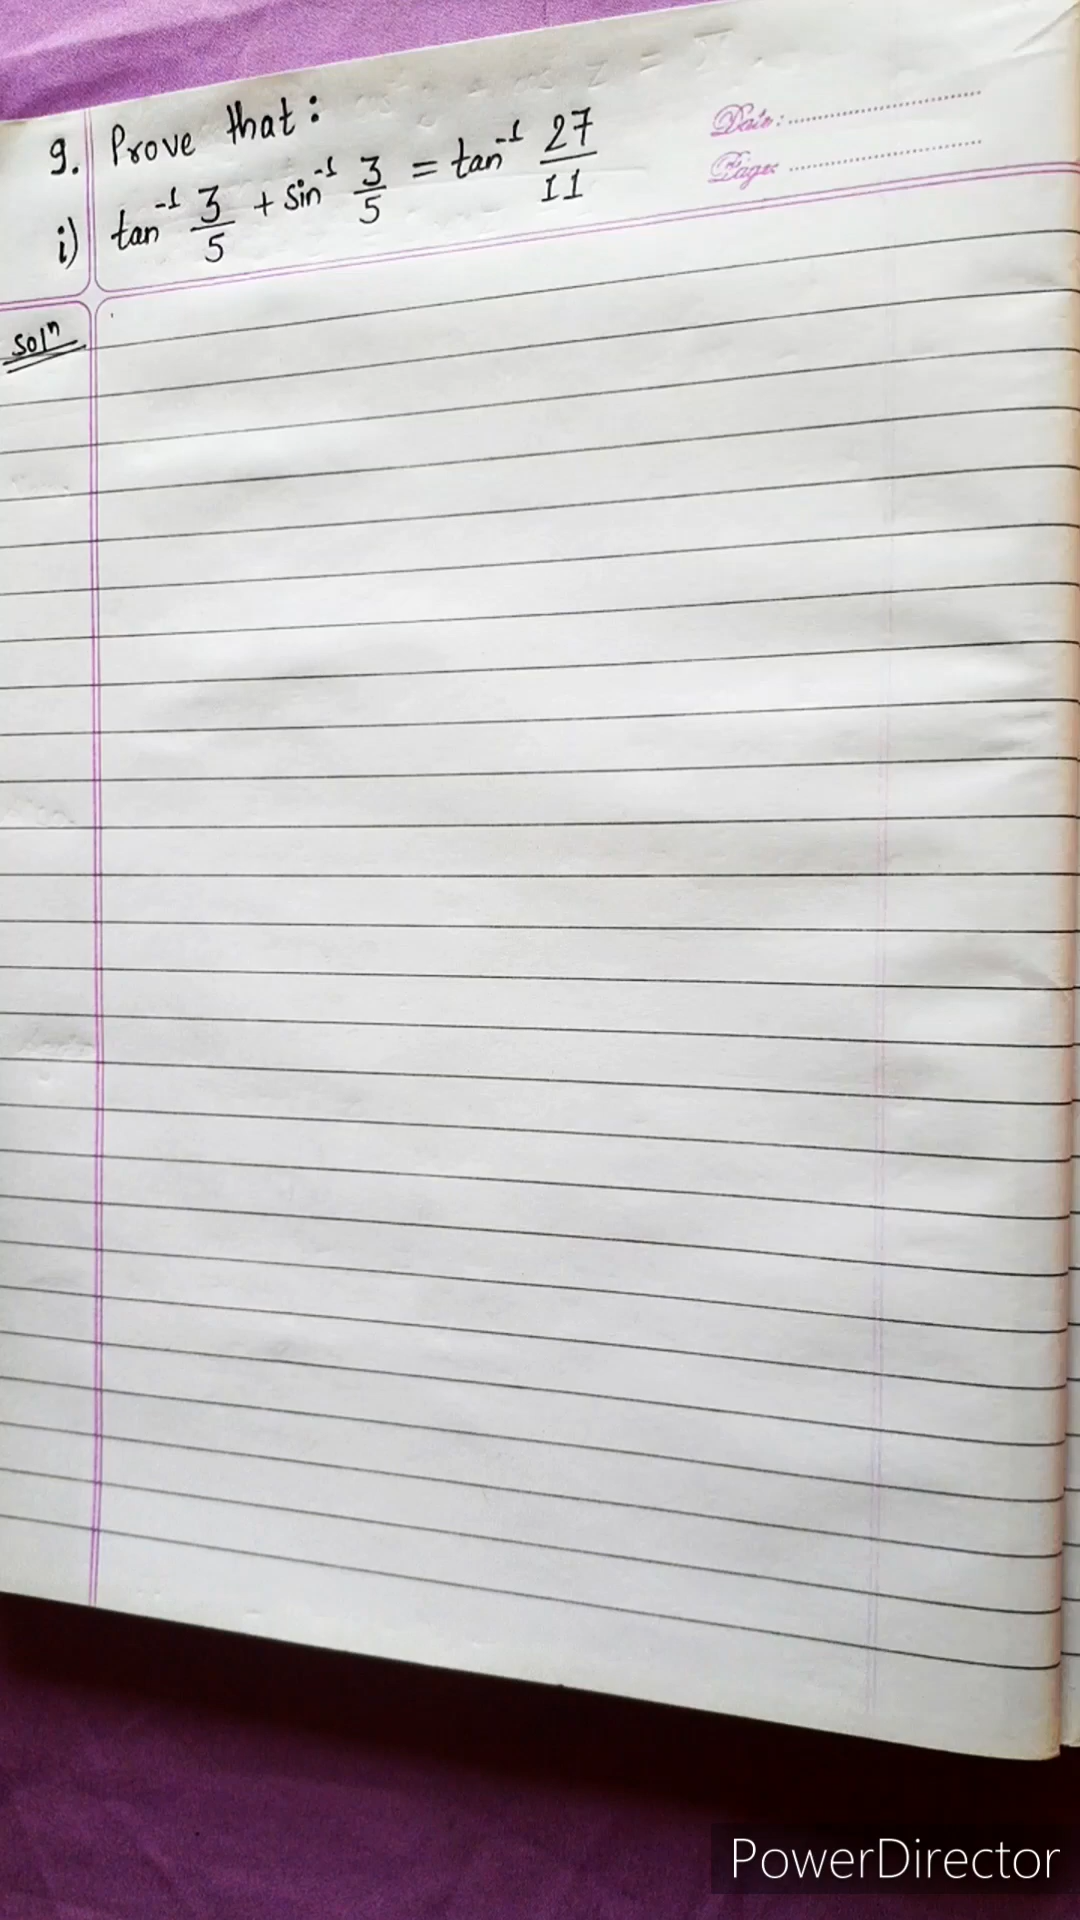 9. Prove that :
i) tan⁻¹ 3/5 + sin⁻¹ 3/5 = tan⁻¹ 27/11
Date: ..............................
Page: ..............................
Solⁿ
PowerDirector